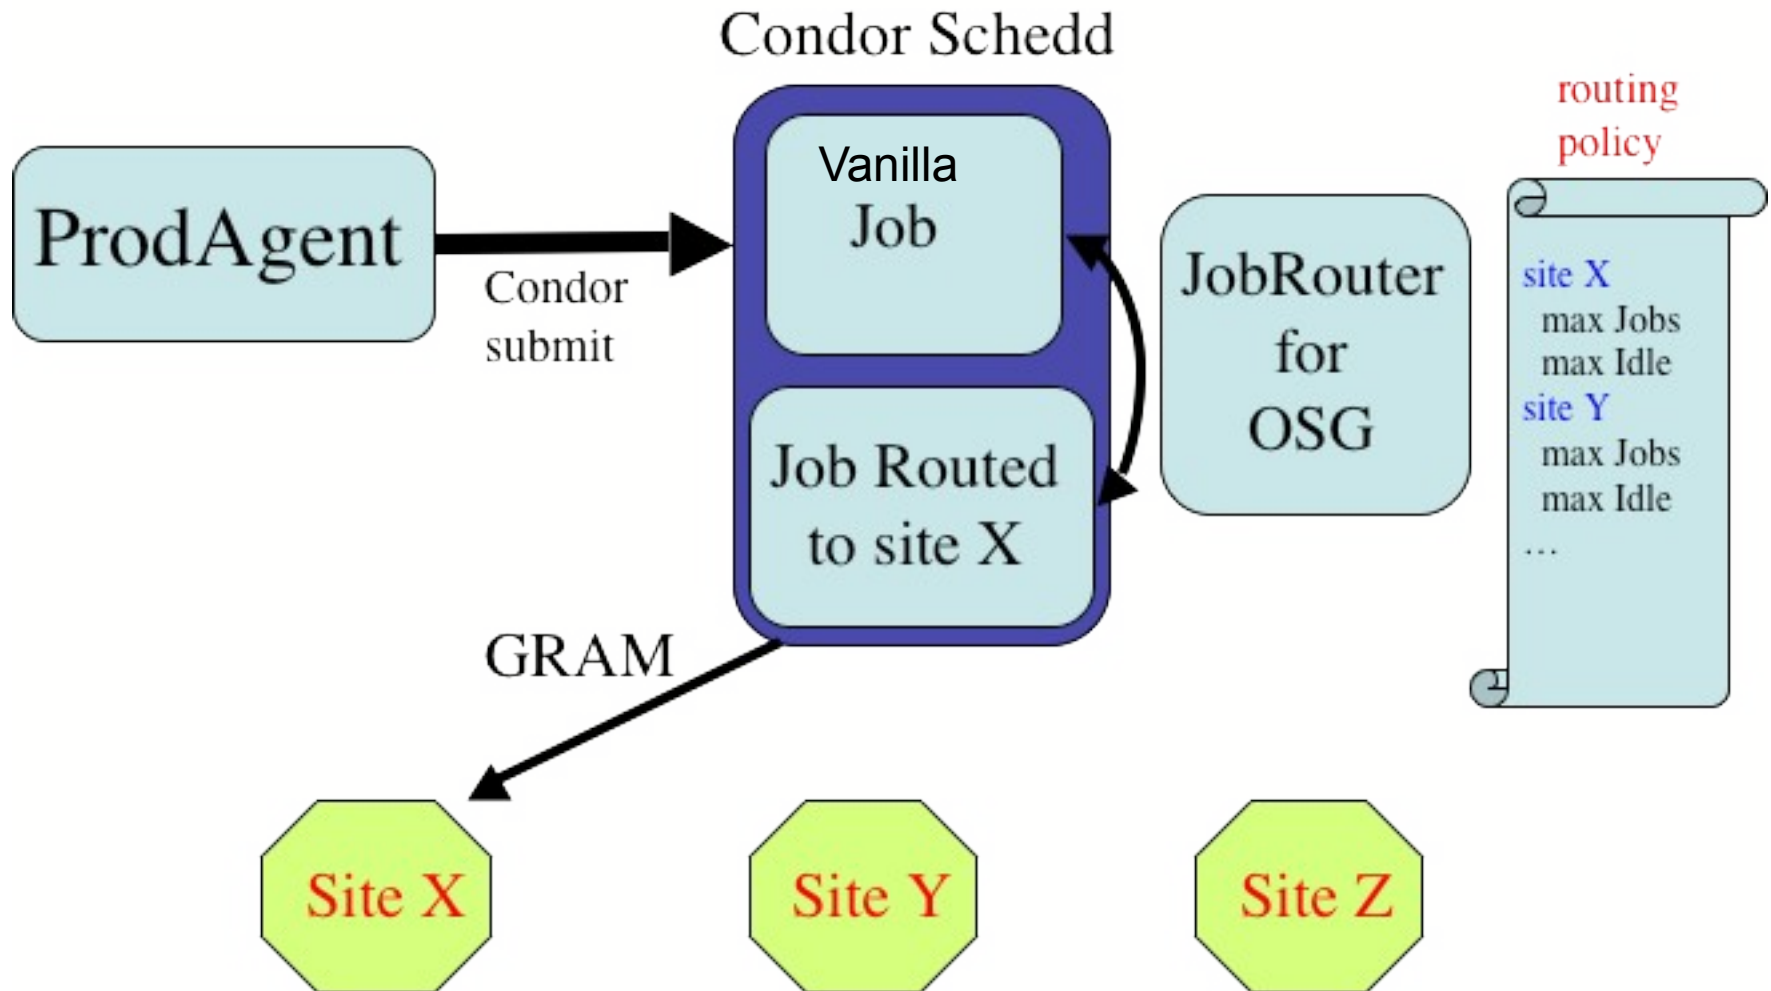 Condor Schedd
routing
policy
ProdAgent
Condor
submit
Vanilla
Job
Job Routed
to site X
JobRouter
for
OSG
site X
max Jobs
max Idle
site Y
max Jobs
max Idle
...
GRAM
Site X
Site Y
Site Z